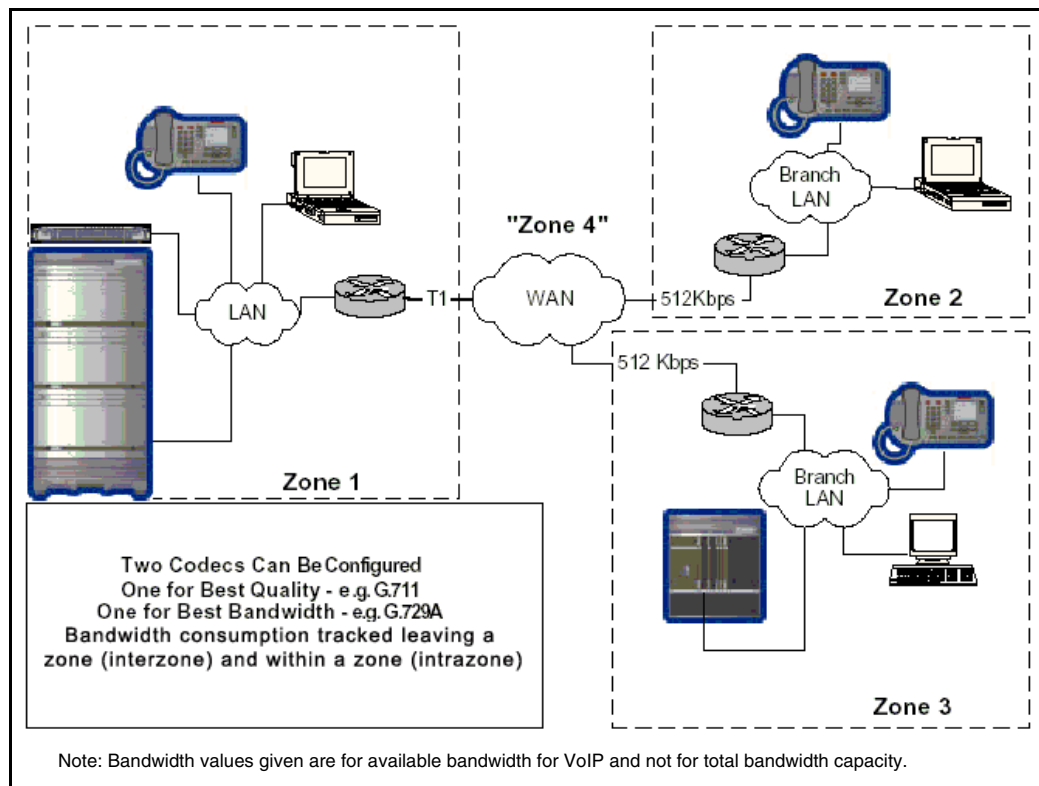 "Zone 4"
Branch
LAN
LAN
T1
WAN
512Kbps
Zone 2
512 Kbps
Zone 1
Branch
LAN
Two Codecs Can Be Configured
One for Best Quality - e.g. G.711
One for Best Bandwidth - e.g. G.729A
Bandwidth consumption tracked leaving a
zone (interzone) and within a zone (intrazone)
Zone 3
Note: Bandwidth values given are for available bandwidth for VoIP and not for total bandwidth capacity.